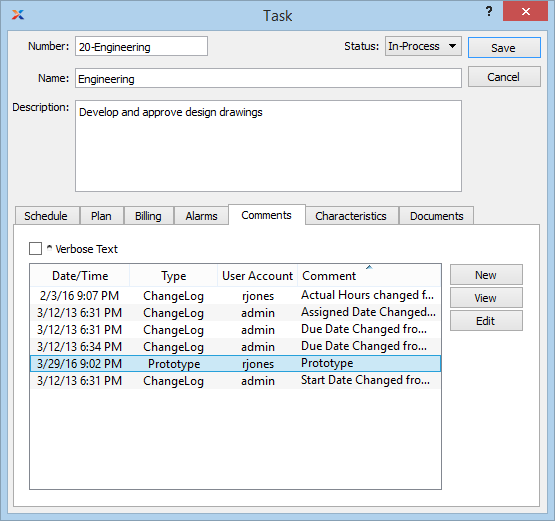 Task
?
Number: 20-Engineering Status: In-Process Save
Name: Engineering Cancel
Description: Develop and approve design drawings
Schedule Plan Billing Alarms Comments Characteristics Documents
^ Verbose Text
Date/Time Type User Account Comment New
2/3/16 9:07 PM ChangeLog rjones Actual Hours changed f...
View
3/12/13 6:31 PM ChangeLog admin Assigned Date Changed...
Edit
3/12/13 6:31 PM ChangeLog admin Due Date Changed fro...
3/12/13 6:34 PM ChangeLog admin Due Date Changed fro...
3/29/16 9:02 PM Prototype rjones Prototype
3/12/13 6:31 PM ChangeLog admin Start Date Changed fro...